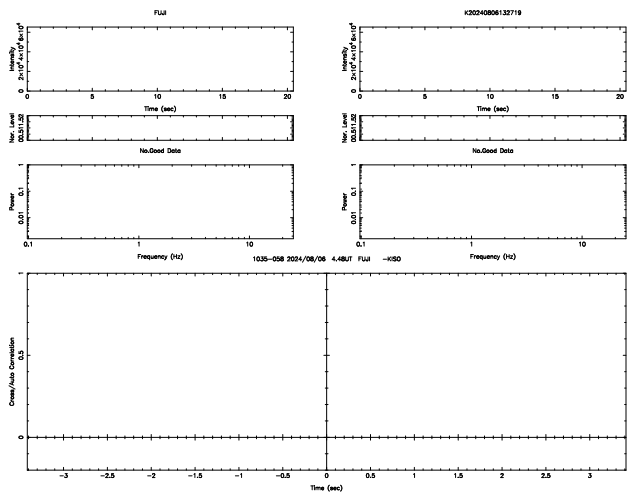 FUJI
K20240806132719
Intensity
0 2×10⁴ 4×10⁴ 6×10⁴
0 5 10 15 20
Time (sec)
Intensity
0 2×10⁴ 4×10⁴ 6×10⁴
0 5 10 15 20
Time (sec)
Nor. Level
00.511.52
No.Good Data
Nor. Level
00.511.52
No.Good Data
Power
0.01 0.1 1
0.1 1 10
Frequency (Hz)
Power
0.01 0.1 1
0.1 1 10
Frequency (Hz)
1035-058 2024/08/06 4.48UT FUJI -KISO
Cross/Auto Correlation
0 0.5 1
-3 -2.5 -2 -1.5 -1 -0.5 0 0.5 1 1.5 2 2.5 3
Time (sec)